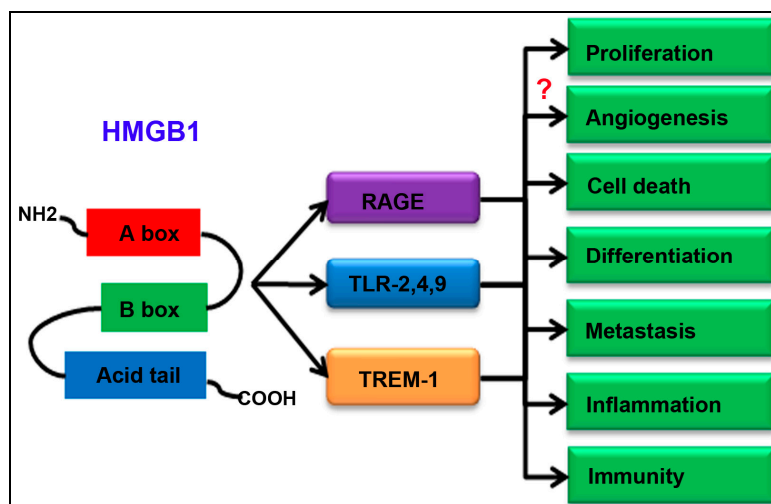 HMGB1
NH2
A box
B box
Acid tail
COOH
RAGE
TLR-2,4,9
TREM-1
?
Proliferation
Angiogenesis
Cell death
Differentiation
Metastasis
Inflammation
Immunity